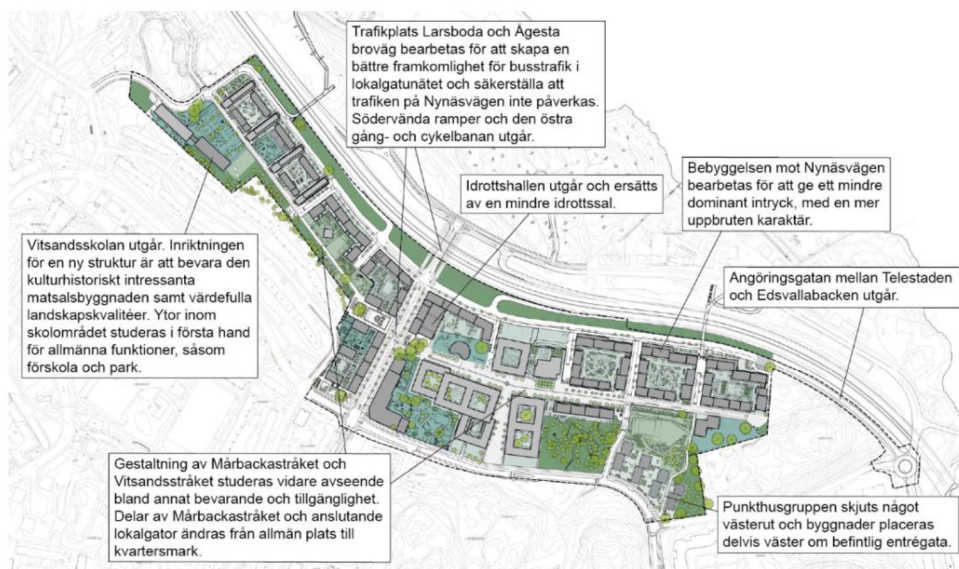 Trafikplats Larsboda och Ågesta
broväg bearbetas för att skapa en
bättre framkomlighet för busstrafik i
lokalgatunätet och säkerställa att
trafiken på Nynäsvägen inte påverkas.
Södervända ramper och den östra
gång- och cykelbanan utgår.
Idrottshallen utgår och ersätts
av en mindre idrottssal.
Bebyggelsen mot Nynäsvägen
bearbetas för att ge ett mindre
dominant intryck, med en mer
uppbruten karaktär.
Vitsandsskolan utgår. Inriktningen
för en ny struktur är att bevara den
kulturhistoriskt intressanta
matsalsbyggnaden samt värdefulla
landskapskvalitéer. Ytor inom
skolområdet studeras i första hand
för allmänna funktioner, såsom
förskola och park.
Angöringsgatan mellan Telestaden
och Edsvallabacken utgår.
Gestaltning av Mårbackastråket och
Vitsandsstråket studeras vidare avseende
bland annat bevarande och tillgänglighet.
Delar av Mårbackastråket och anslutande
lokalgator ändras från allmän plats till
kvartersmark.
Punkthusgruppen skjuts något
västerut och byggnader placeras
delvis väster om befintlig entrégata.